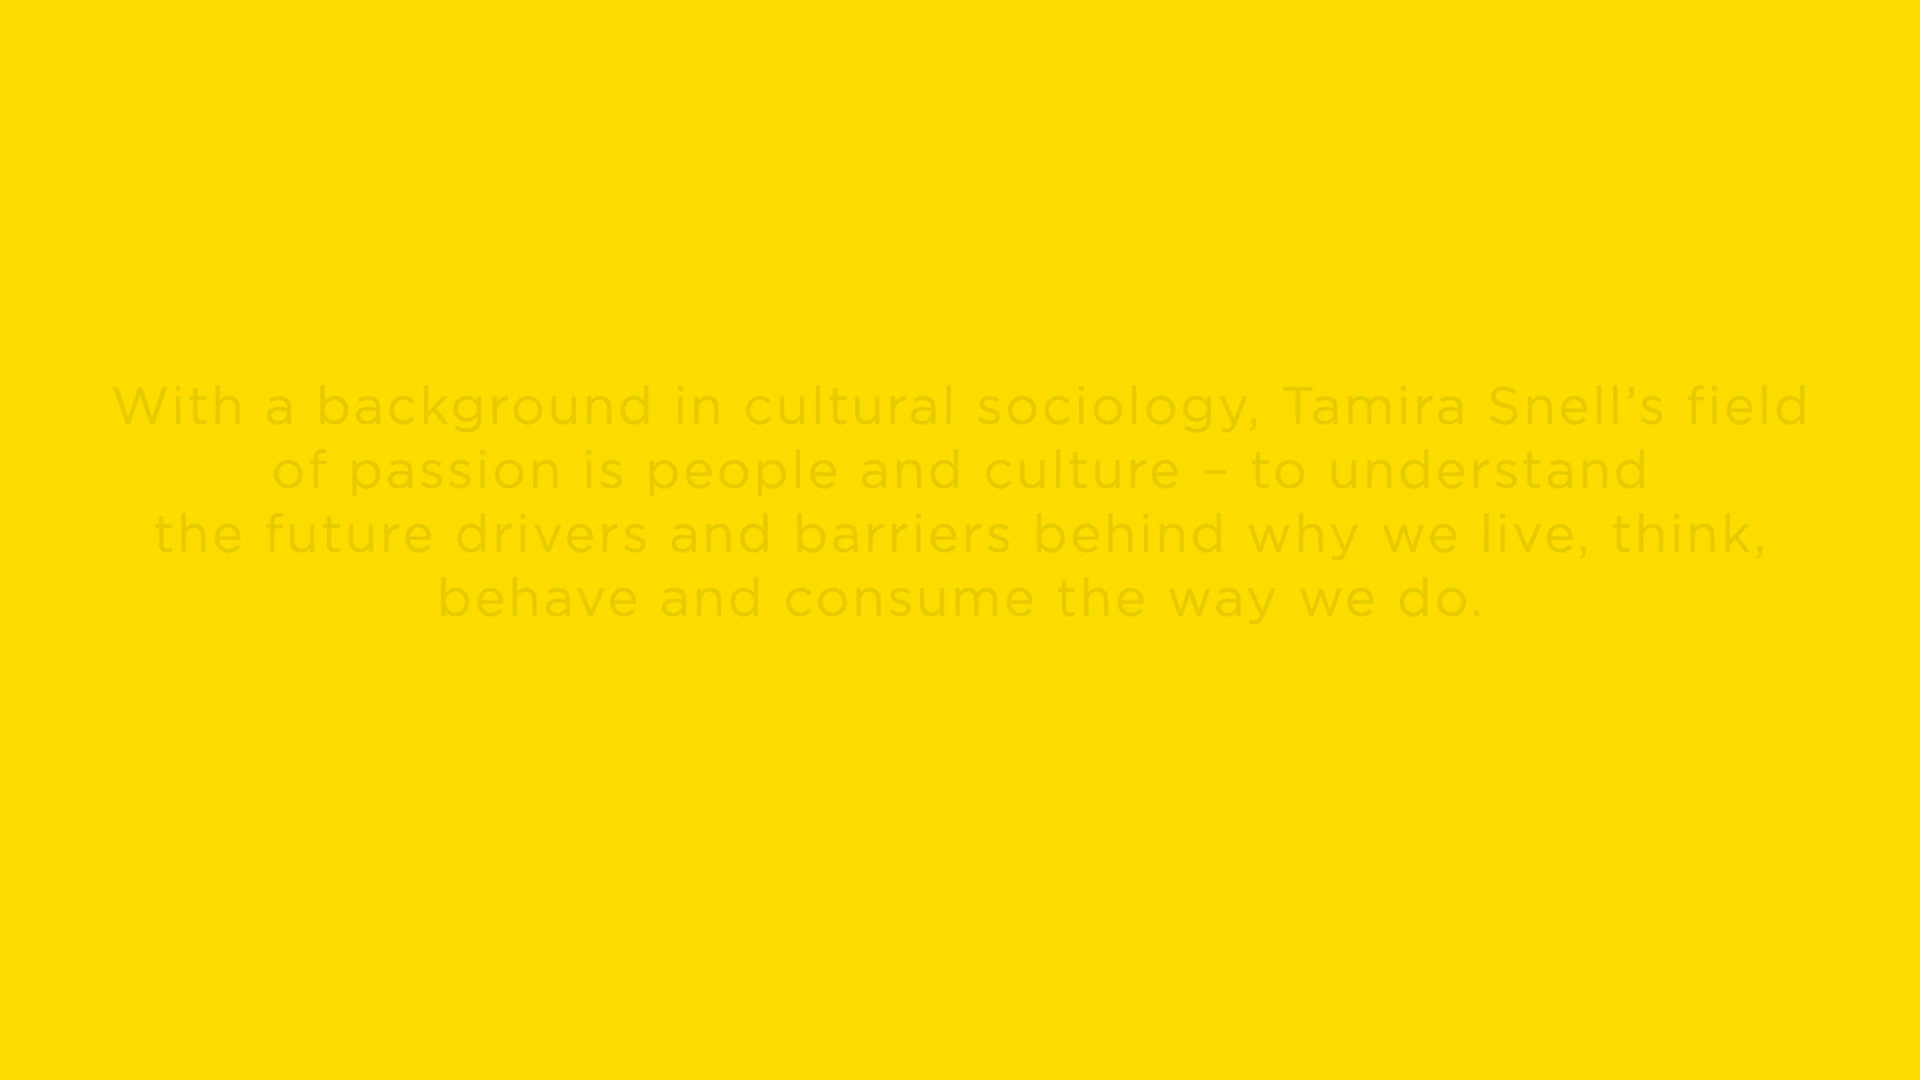 With a background in cultural sociology, Tamira Snell’s field
of passion is people and culture – to understand
the future drivers and barriers behind why we live, think,
behave and consume the way we do.